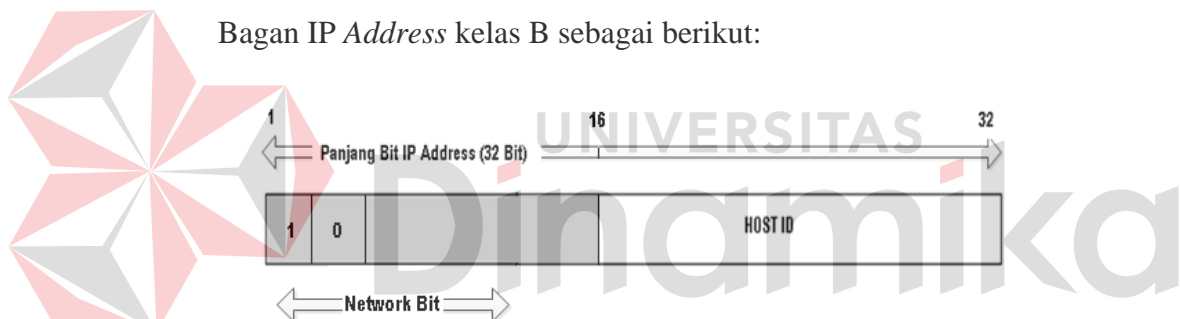 Bagan IP Address kelas B sebagai berikut:
UNIVERSITAS
Dinamika
1 16 32
Panjang Bit IP Address (32 Bit)
1 0 HOST ID
Network Bit